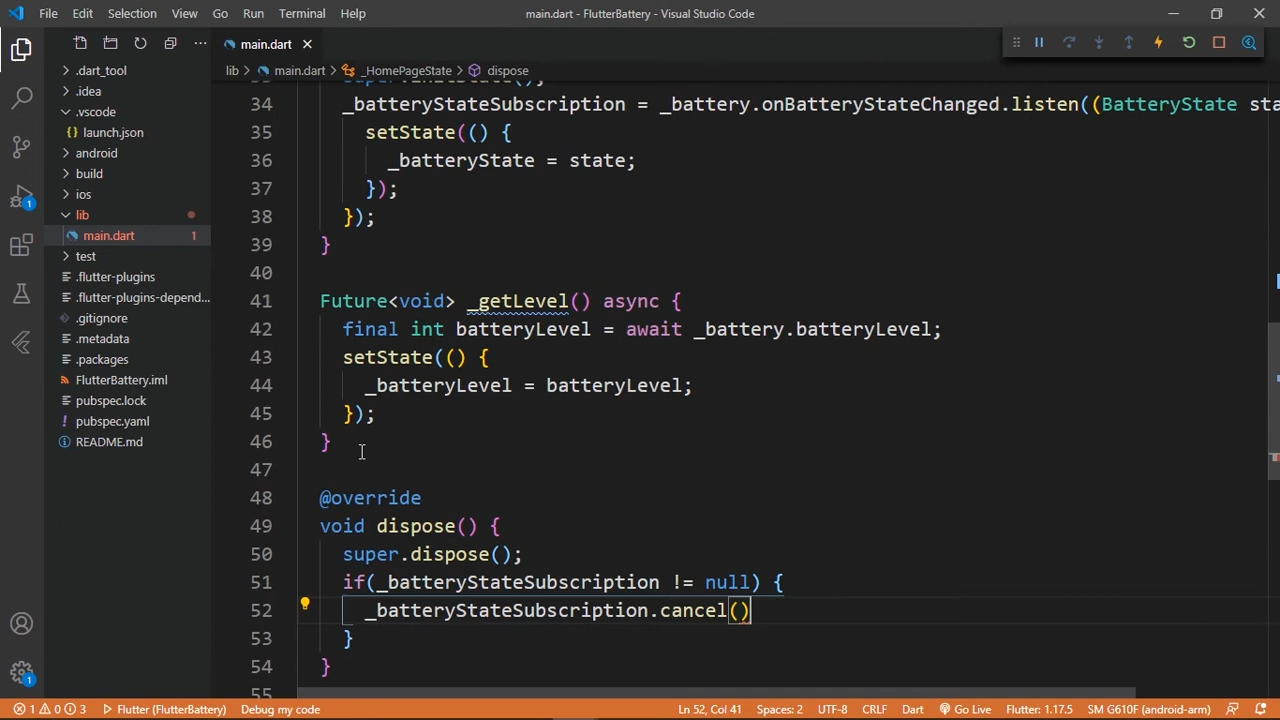 File Edit Selection View Go Run Terminal Help
main.dart - FlutterBattery - Visual Studio Code
main.dart
.dart_tool
.idea
.vscode
launch.json
android
build
ios
lib
main.dart 1
test
.flutter-plugins
.flutter-plugins-depend...
.gitignore
.metadata
.packages
FlutterBattery.iml
pubspec.lock
pubspec.yaml
README.md
1
1
lib > main.dart > _HomePageState > dispose
33 super.initState();
34 _batteryStateSubscription = _battery.onBatteryStateChanged.listen((BatteryState sta
35 setState(() {
36 _batteryState = state;
37 });
38 });
39 }
40
41 Future<void> _getLevel() async {
42 final int batteryLevel = await _battery.batteryLevel;
43 setState(() {
44 _batteryLevel = batteryLevel;
45 });
46 }
47
48 @override
49 void dispose() {
50 super.dispose();
51 if(_batteryStateSubscription != null) {
52 _batteryStateSubscription.cancel()
53 }
54 }
55
1 0 3 Flutter (FlutterBattery) Debug my code Ln 52, Col 41 Spaces: 2 UTF-8 CRLF Dart Go Live Flutter: 1.17.5 SM G610F (android-arm)